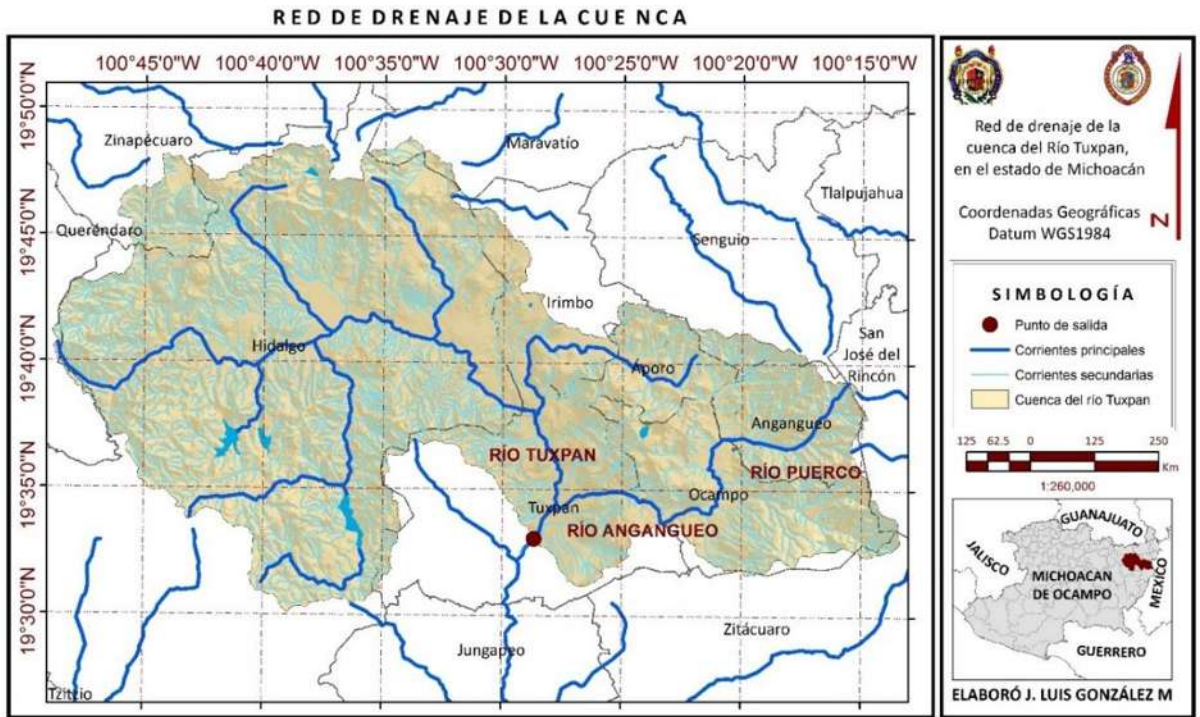 RED DE DRENAJE DE LA CUE NCA
100°45'0"W 100°40'0"W 100°35'0"W 100°30'0"W 100°25'0"W 100°20'0"W 100°15'0"W
19°50'0"N
19°45'0"N
19°40'0"N
19°35'0"N
19°30'0"N
Zinapécuaro
Maravatío
Tlalpujahua
Queréndaro
Senguio
Irimbo
San
José del
Rincón
Hidalgo
Áporo
Angangueo
RÍO TUXPAN
RÍO PUERCO
Ocampo
Tuxpan
RÍO ANGANGUEO
Zitácuaro
Jungapeo
Tzitzio
Red de drenaje de la
cuenca del Río Tuxpan,
en el estado de Michoacán
Coordenadas Geográficas
Datum WGS1984
N
SIMBOLOGÍA
Punto de salida
Corrientes principales
Corrientes secundarias
Cuenca del río Tuxpan
125 62.5 0 125 250
Km
1:260,000
GUANAJUATO
JALISCO
MICHOACAN
DE OCAMPO
MEXICO
GUERRERO
ELABORÓ J. LUIS GONZÁLEZ M